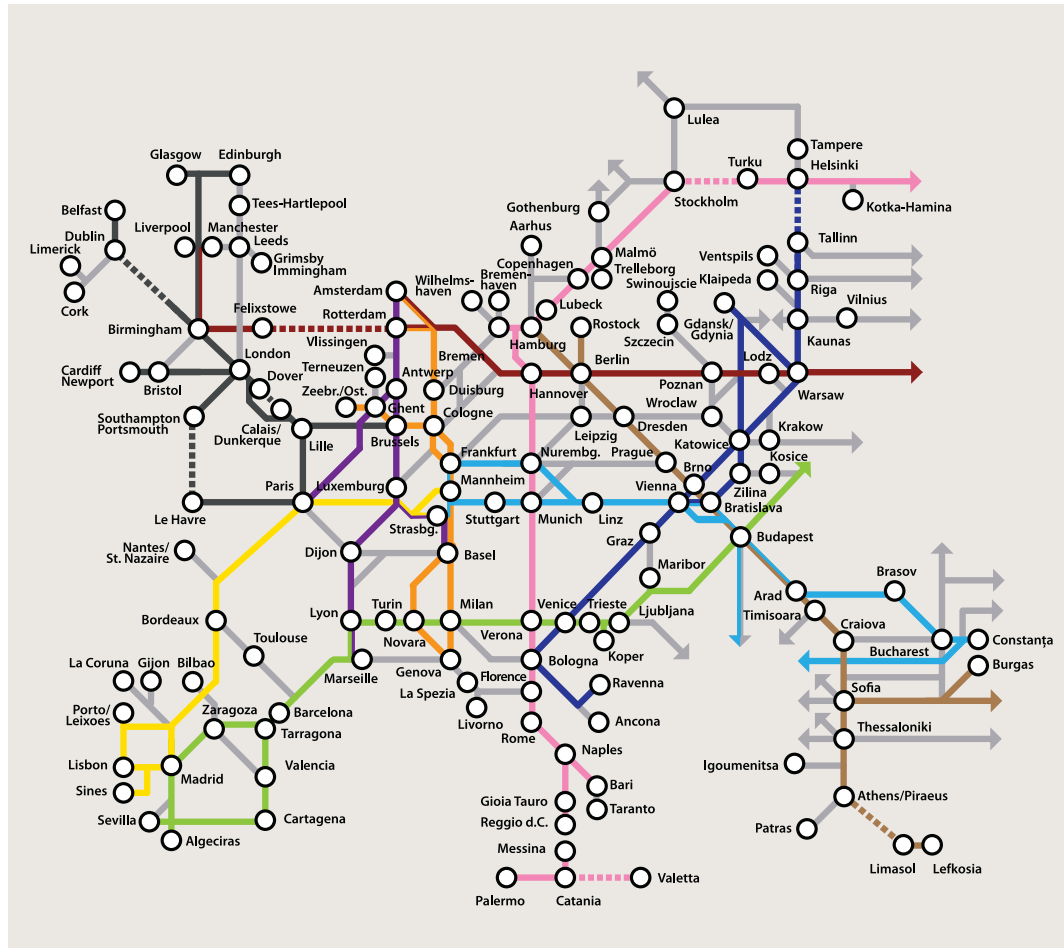 Lulea
Glasgow
Edinburgh
Tampere
Turku
Helsinki
Stockholm
Kotka-Hamina
Tees-Hartlepool
Belfast
Gothenburg
Dublin
Liverpool
Manchester
Leeds
Aarhus
Tallinn
Limerick
Grimsby
Immingham
Malmö
Ventspils
Copenhagen
Trelleborg
Klaipeda
Riga
Wilhelms-
haven
Bremen-
haven
Swinoujscie
Amsterdam
Cork
Felixstowe
Rotterdam
Lubeck
Vilnius
Birmingham
Hamburg
Rostock
Gdansk/
Gdynia
Kaunas
Vlissingen
Szczecin
London
Bremen
Berlin
Lodz
Cardiff
Newport
Bristol
Dover
Terneuzen
Antwerp
Hannover
Poznan
Warsaw
Zeebr./Ost.
Duisburg
Southampton
Portsmouth
Calais/
Dunkerque
Lille
Ghent
Brussels
Cologne
Leipzig
Dresden
Wroclaw
Krakow
Katowice
Kosice
Frankfurt
Nurembg.
Prague
Brno
Paris
Luxemburg
Mannheim
Vienna
Zilina
Bratislava
Le Havre
Strasbg.
Stuttgart
Munich
Linz
Nantes/
St. Nazaire
Dijon
Basel
Graz
Budapest
Maribor
Brasov
Arad
Timisoara
Bordeaux
Lyon
Turin
Milan
Venice
Trieste
Ljubljana
Craiova
Toulouse
Novara
Verona
Koper
Bucharest
Constanța
La Coruna
Gijon
Bilbao
Marseille
Genova
Bologna
Burgas
Florence
La Spezia
Ravenna
Sofia
Porto/
Leixoes
Zaragoza
Barcelona
Livorno
Tarragona
Rome
Ancona
Thessaloniki
Naples
Lisbon
Madrid
Valencia
Igoumenitsa
Bari
Sines
Gioia Tauro
Taranto
Athens/Piraeus
Sevilla
Cartagena
Reggio d.C.
Patras
Algeciras
Messina
Limasol
Lefkosia
Palermo
Catania
Valetta